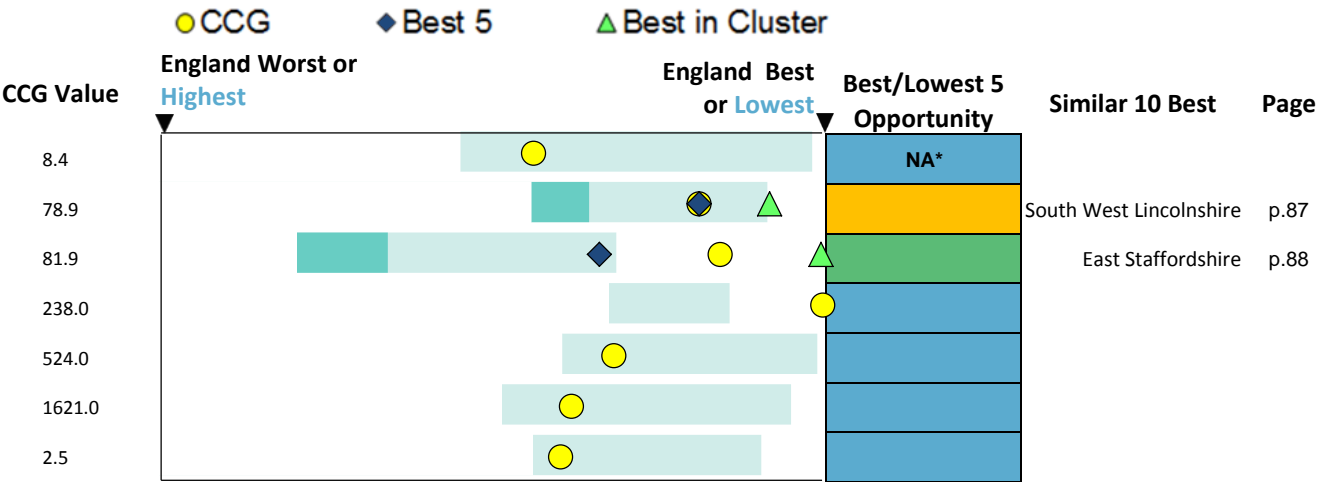 CCG Best 5 Best in Cluster
CCG Value
England Worst or
Highest
England Best
or Lowest
Best/Lowest 5
Opportunity
Similar 10 Best
Page
8.4 NA*
78.9 South West Lincolnshire p.87
81.9 East Staffordshire p.88
238.0
524.0
1621.0
2.5